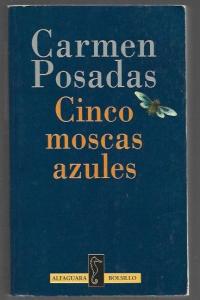 Carmen
Posadas
Cinco
moscas
azules
ALFAGUARA BOLSILLO